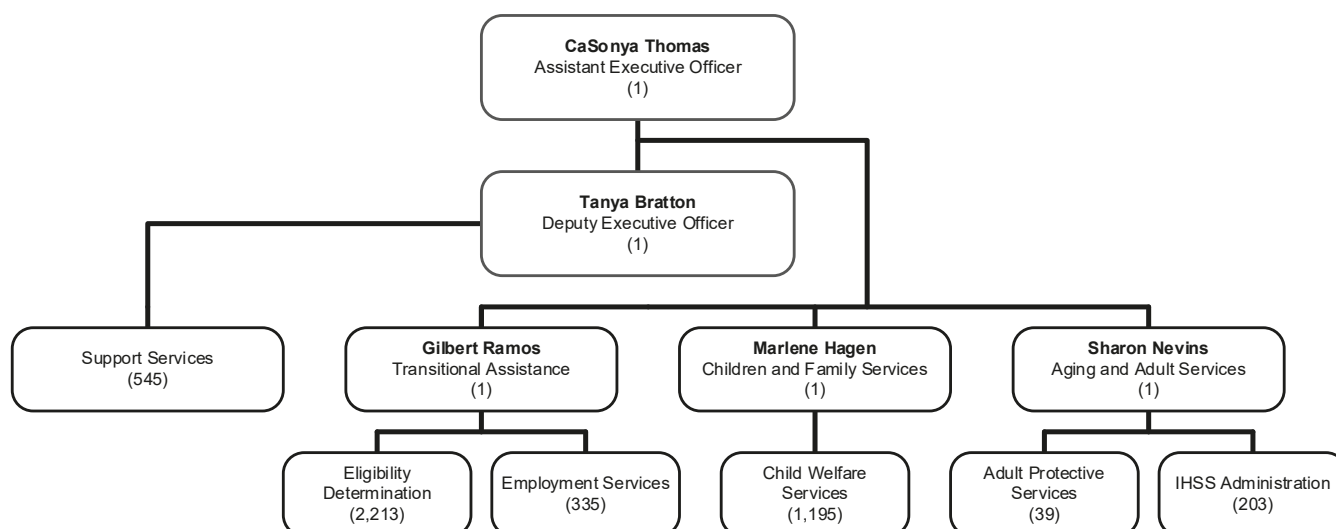 CaSonya Thomas
Assistant Executive Officer
(1)
Tanya Bratton
Deputy Executive Officer
(1)
Support Services
(545)
Gilbert Ramos
Transitional Assistance
(1)
Marlene Hagen
Children and Family Services
(1)
Sharon Nevins
Aging and Adult Services
(1)
Eligibility
Determination
(2,213)
Employment Services
(335)
Child Welfare
Services
(1,195)
Adult Protective
Services
(39)
IHSS Administration
(203)